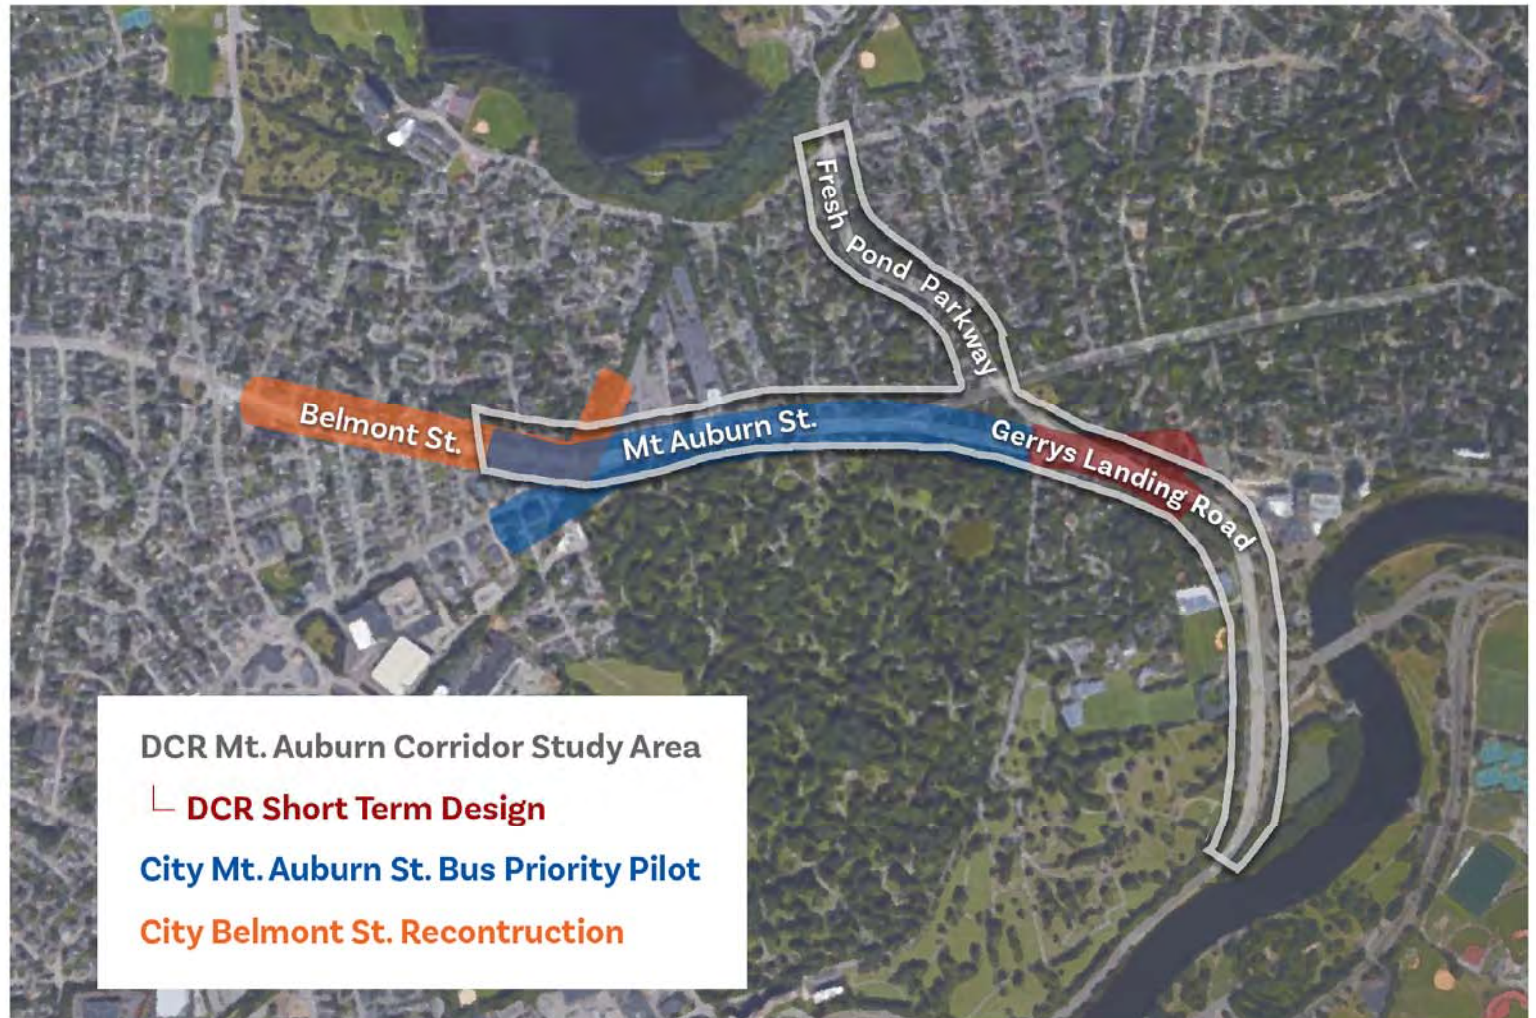 Fresh Pond Parkway
Belmont St.
Mt Auburn St.
Gerrys Landing Road
DCR Mt. Auburn Corridor Study Area
DCR Short Term Design
City Mt. Auburn St. Bus Priority Pilot
City Belmont St. Recontruction